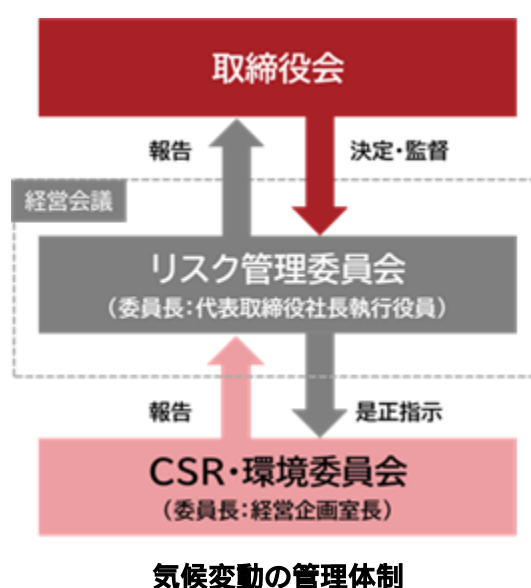 取締役会
報告
決定・監督
経営会議
リスク管理委員会
（委員長：代表取締役社長執行役員）
報告
是正指示
CSR・環境委員会
（委員長：経営企画室長）
気候変動の管理体制